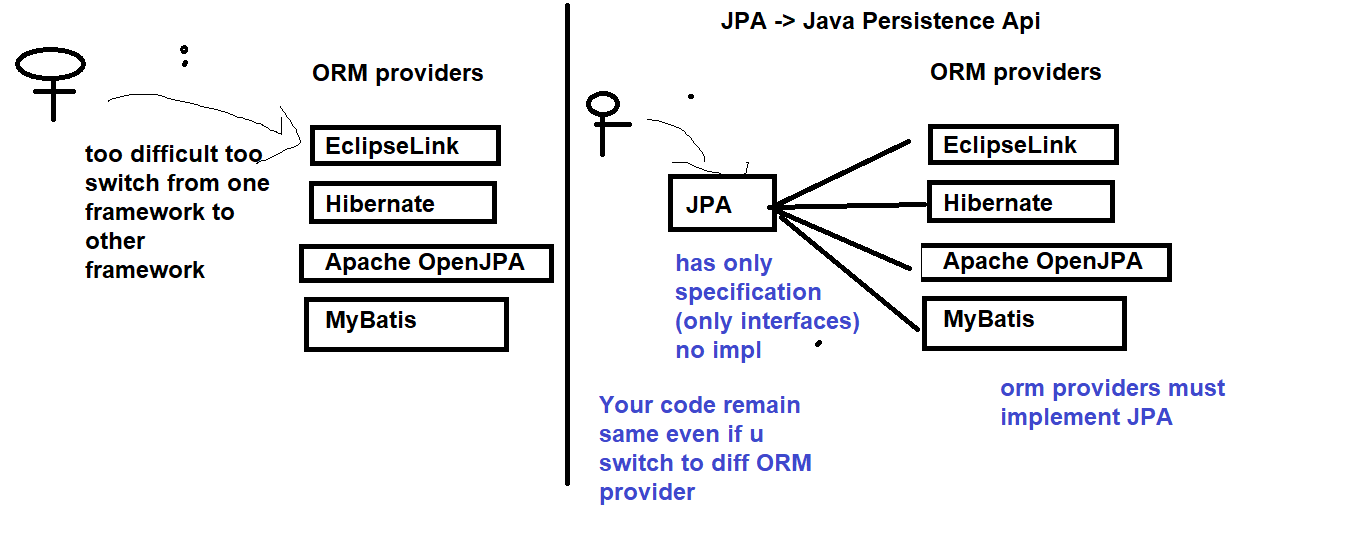 ORM providers
EclipseLink
Hibernate
Apache OpenJPA
MyBatis
too difficult too
switch from one
framework to
other
framework
JPA -> Java Persistence Api
ORM providers
JPA
EclipseLink
Hibernate
Apache OpenJPA
MyBatis
has only
specification
(only interfaces)
no impl
Your code remain
same even if u
switch to diff ORM
provider
orm providers must
implement JPA